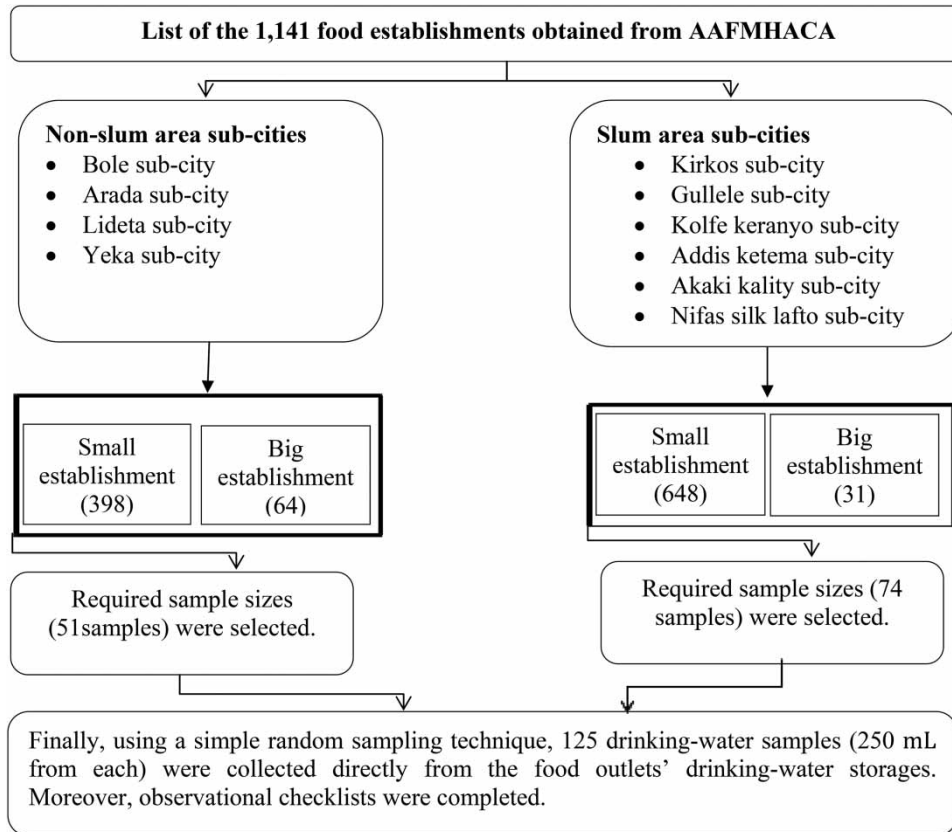 List of the 1,141 food establishments obtained from AAFMHACA
Non-slum area sub-cities
• Bole sub-city
• Arada sub-city
• Lideta sub-city
• Yeka sub-city
Slum area sub-cities
• Kirkos sub-city
• Gullele sub-city
• Kolfe keranyo sub-city
• Addis ketema sub-city
• Akaki kality sub-city
• Nifas silk lafto sub-city
Small
establishment
(398)
Big
establishment
(64)
Small
establishment
(648)
Big
establishment
(31)
Required sample sizes
(51samples) were selected.
Required sample sizes (74
samples) were selected.
Finally, using a simple random sampling technique, 125 drinking-water samples (250 mL
from each) were collected directly from the food outlets’ drinking-water storages.
Moreover, observational checklists were completed.